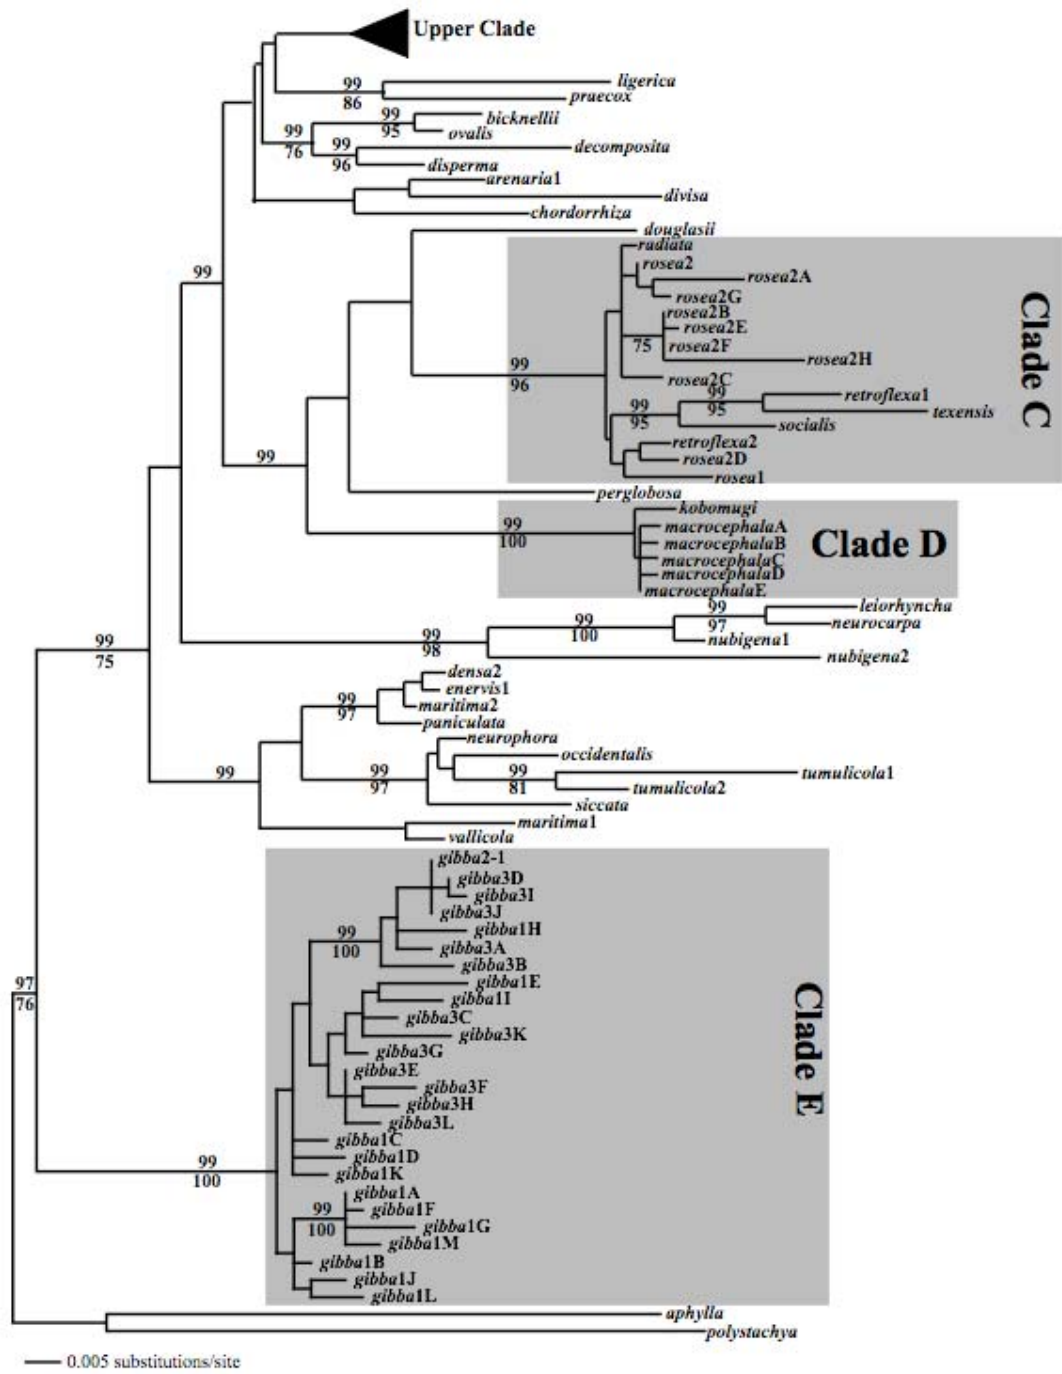 Upper Clade
99
86
ligerica
praecox
99
95
bicknellii
ovalis
99
76
99
96
decomposita
disperma
arenaria1
divisa
chordorrhiza
99
douglasii
radiata
rosea2
rosea2A
rosea2G
rosea2B
rosea2E
75
rosea2F
rosea2H
rosea2C
99
96
99
95
retroflexa1
texensis
99
95
socialis
retroflexa2
rosea2D
rosea1
Clade C
99
perglobosa
kobomugi
99
100
macrocephalaA
macrocephalaB
macrocephalaC
macrocephalaD
macrocephalaE
Clade D
99
97
leiorhyncha
neurocarpa
99
100
nubigena1
99
98
nubigena2
99
75
densa2
enervis1
99
97
maritima2
paniculata
neurophora
occidentalis
99
99
97
99
81
tumulicola1
tumulicola2
siccata
maritima1
vallicola
gibba2-1
gibba3D
gibba3I
gibba3J
gibba1H
99
100
gibba3A
gibba3B
gibba1E
gibba1I
gibba3C
gibba3K
gibba3G
gibba3E
gibba3F
gibba3H
gibba3L
gibba1C
gibba1D
gibba1K
gibba1A
gibba1F
99
100
gibba1G
gibba1M
gibba1B
gibba1J
gibba1L
Clade E
97
76
99
100
aphylla
polystachya
0.005 substitutions/site